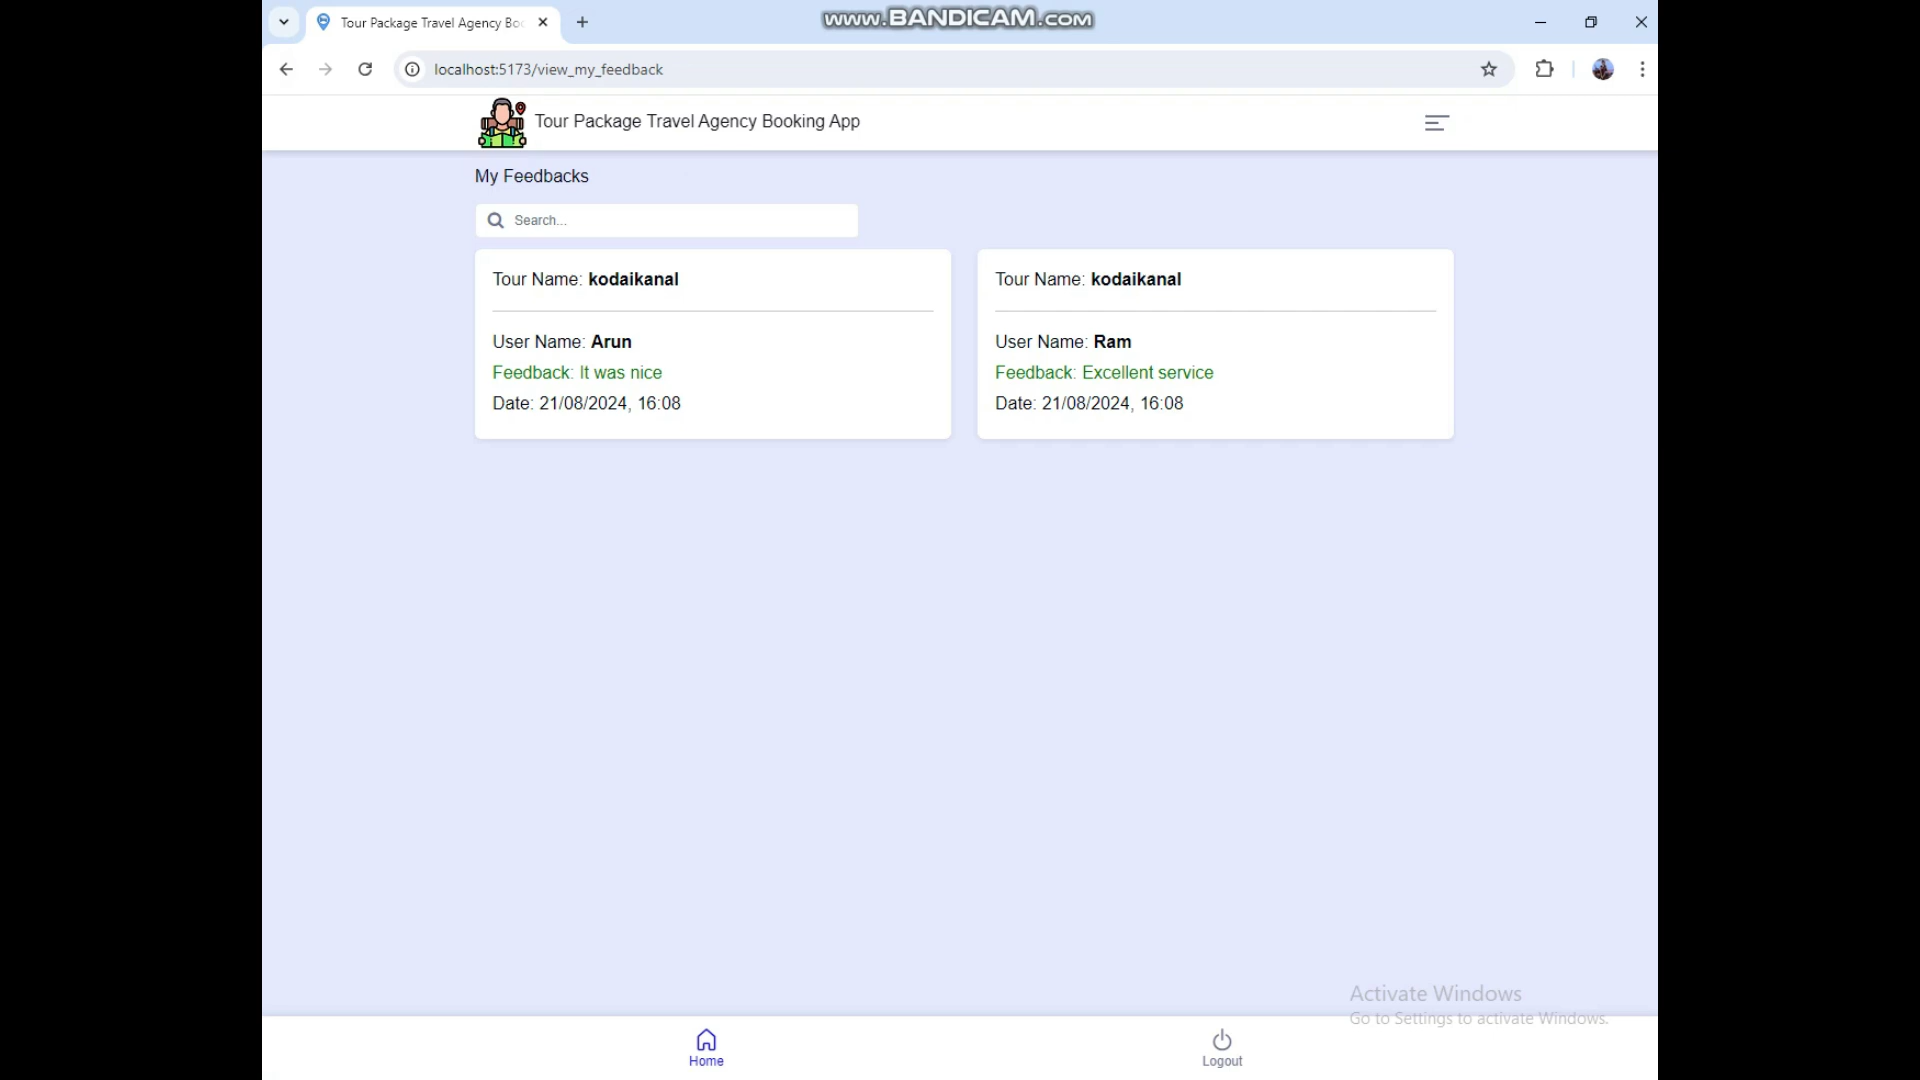 Tour Package Travel Agency Boo
www.BANDICAM.com
localhost:5173/view_my_feedback
Tour Package Travel Agency Booking App
My Feedbacks
Search...
Tour Name: kodaikanal
User Name: Arun
Feedback: It was nice
Date: 21/08/2024, 16:08
Tour Name: kodaikanal
User Name: Ram
Feedback: Excellent service
Date: 21/08/2024, 16:08
Activate Windows
Go to Settings to activate Windows.
Home
Logout